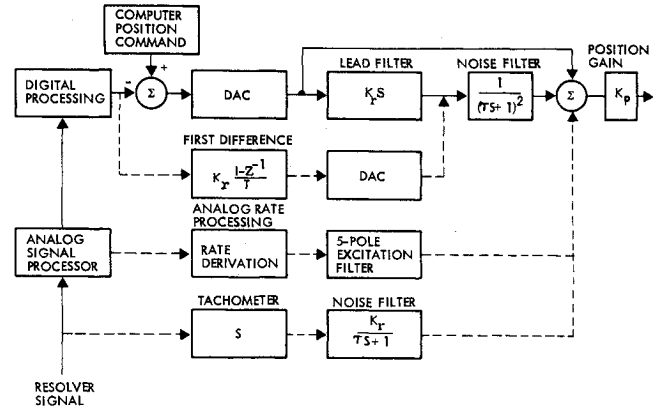 COMPUTER
POSITION
COMMAND
LEAD FILTER
NOISE FILTER
POSITION
GAIN
DIGITAL
PROCESSING
-
+
Σ
DAC
K_r S
1
(τS+1)²
Σ
K_p
FIRST DIFFERENCE
K_r 1-Z⁻¹
T
DAC
ANALOG RATE
PROCESSING
ANALOG
SIGNAL
PROCESSOR
RATE
DERIVATION
5-POLE
EXCITATION
FILTER
TACHOMETER
NOISE FILTER
S
K_r
τS+1
RESOLVER
SIGNAL